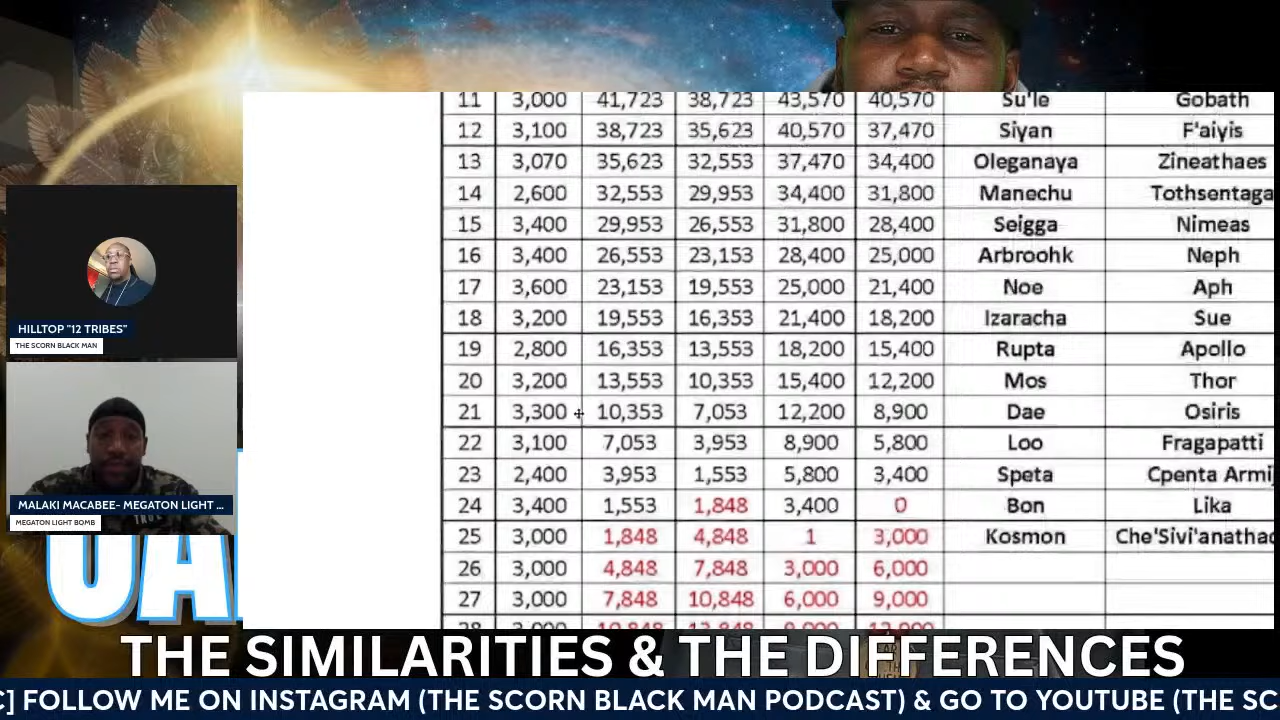 11 3,000 41,723 38,723 43,570 40,570 Su'le Gobath
12 3,100 38,723 35,623 40,570 37,470 Siyan F'aiyis
13 3,070 35,623 32,553 37,470 34,400 Oleganaya Zineathaes
14 2,600 32,553 29,953 34,400 31,800 Manechu Tothsentaga
15 3,400 29,953 26,553 31,800 28,400 Seigga Nimeas
16 3,400 26,553 23,153 28,400 25,000 Arbroohk Neph
17 3,600 23,153 19,553 25,000 21,400 Noe Aph
18 3,200 19,553 16,353 21,400 18,200 Izaracha Sue
19 2,800 16,353 13,553 18,200 15,400 Rupta Apollo
20 3,200 13,553 10,353 15,400 12,200 Mos Thor
21 3,300 10,353 7,053 12,200 8,900 Dae Osiris
22 3,100 7,053 3,953 8,900 5,800 Loo Fragapatti
23 2,400 3,953 1,553 5,800 3,400 Speta Cpenta Armij
24 3,400 1,553 1,848 3,400 0 Bon Lika
25 3,000 1,848 4,848 1 3,000 Kosmon Che'Sivi'anathao
26 3,000 4,848 7,848 3,000 6,000
27 3,000 7,848 10,848 6,000 9,000
HILLTOP "12 TRIBES"
THE SCORN BLACK MAN
MALAKI MACABEE- MEGATON LIGHT ...
MEGATON LIGHT BOMB
UA
THE SIMILARITIES & THE DIFFERENCES
C] FOLLOW ME ON INSTAGRAM (THE SCORN BLACK MAN PODCAST) & GO TO YOUTUBE (THE SC